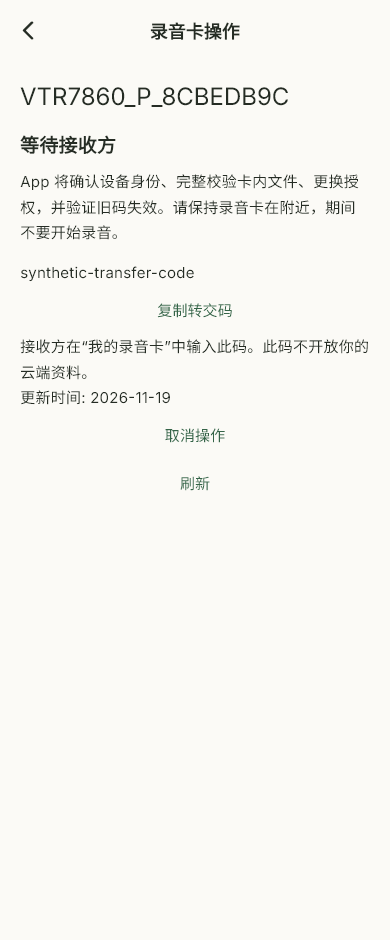 录音卡操作
VTR7860_P_8CBEDB9C
等待接收方
App 将确认设备身份、完整校验卡内文件、更换授
权，并验证旧码失效。请保持录音卡在附近，期间
不要开始录音。
synthetic-transfer-code
复制转交码
接收方在“我的录音卡”中输入此码。此码不开放你的
云端资料。
更新时间: 2026-11-19
取消操作
刷新